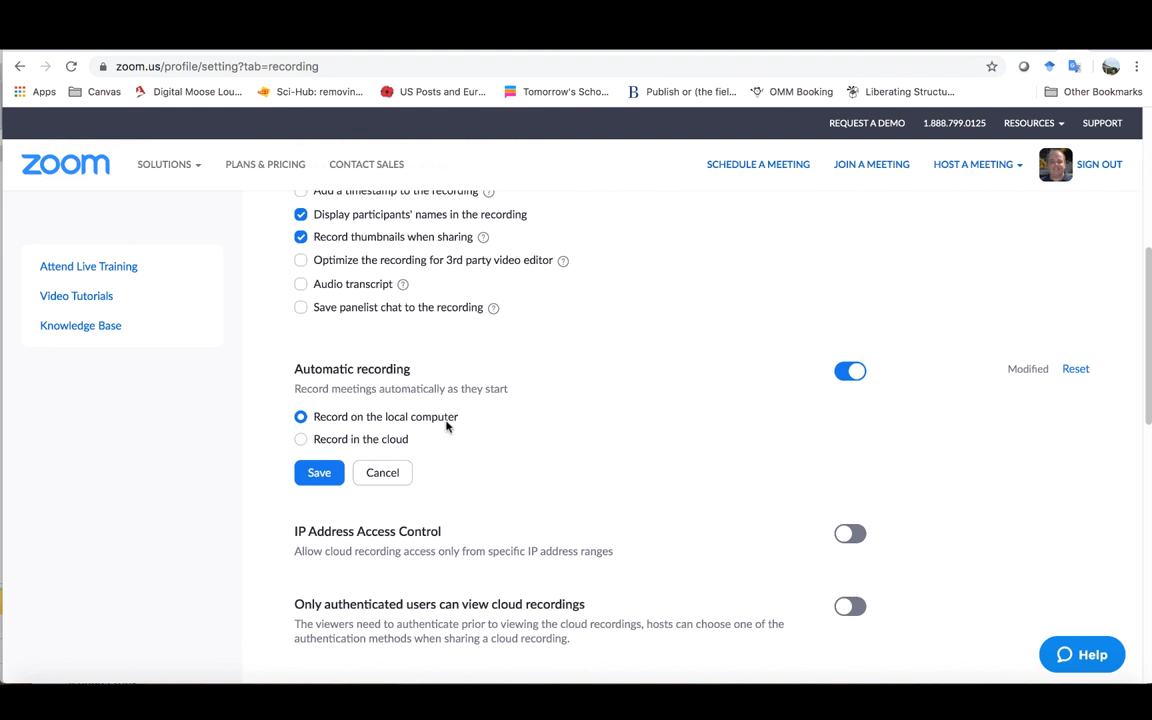 zoom.us/profile/setting?tab=recording
Apps Canvas Digital Moose Lou... Sci-Hub: removin... US Posts and Eur... Tomorrow's Scho... B Publish or (the fiel... OMM Booking Liberating Structu... Other Bookmarks
REQUEST A DEMO 1.888.799.0125 RESOURCES SUPPORT
zoom SOLUTIONS PLANS & PRICING CONTACT SALES SCHEDULE A MEETING JOIN A MEETING HOST A MEETING SIGN OUT
Add a timestamp to the recording ?
Display participants' names in the recording
Record thumbnails when sharing ?
Optimize the recording for 3rd party video editor ?
Audio transcript ?
Save panelist chat to the recording ?
Attend Live Training
Video Tutorials
Knowledge Base
Automatic recording Modified Reset
Record meetings automatically as they start
Record on the local computer
Record in the cloud
Save Cancel
IP Address Access Control
Allow cloud recording access only from specific IP address ranges
Only authenticated users can view cloud recordings
The viewers need to authenticate prior to viewing the cloud recordings, hosts can choose one of the
authentication methods when sharing a cloud recording.
Help